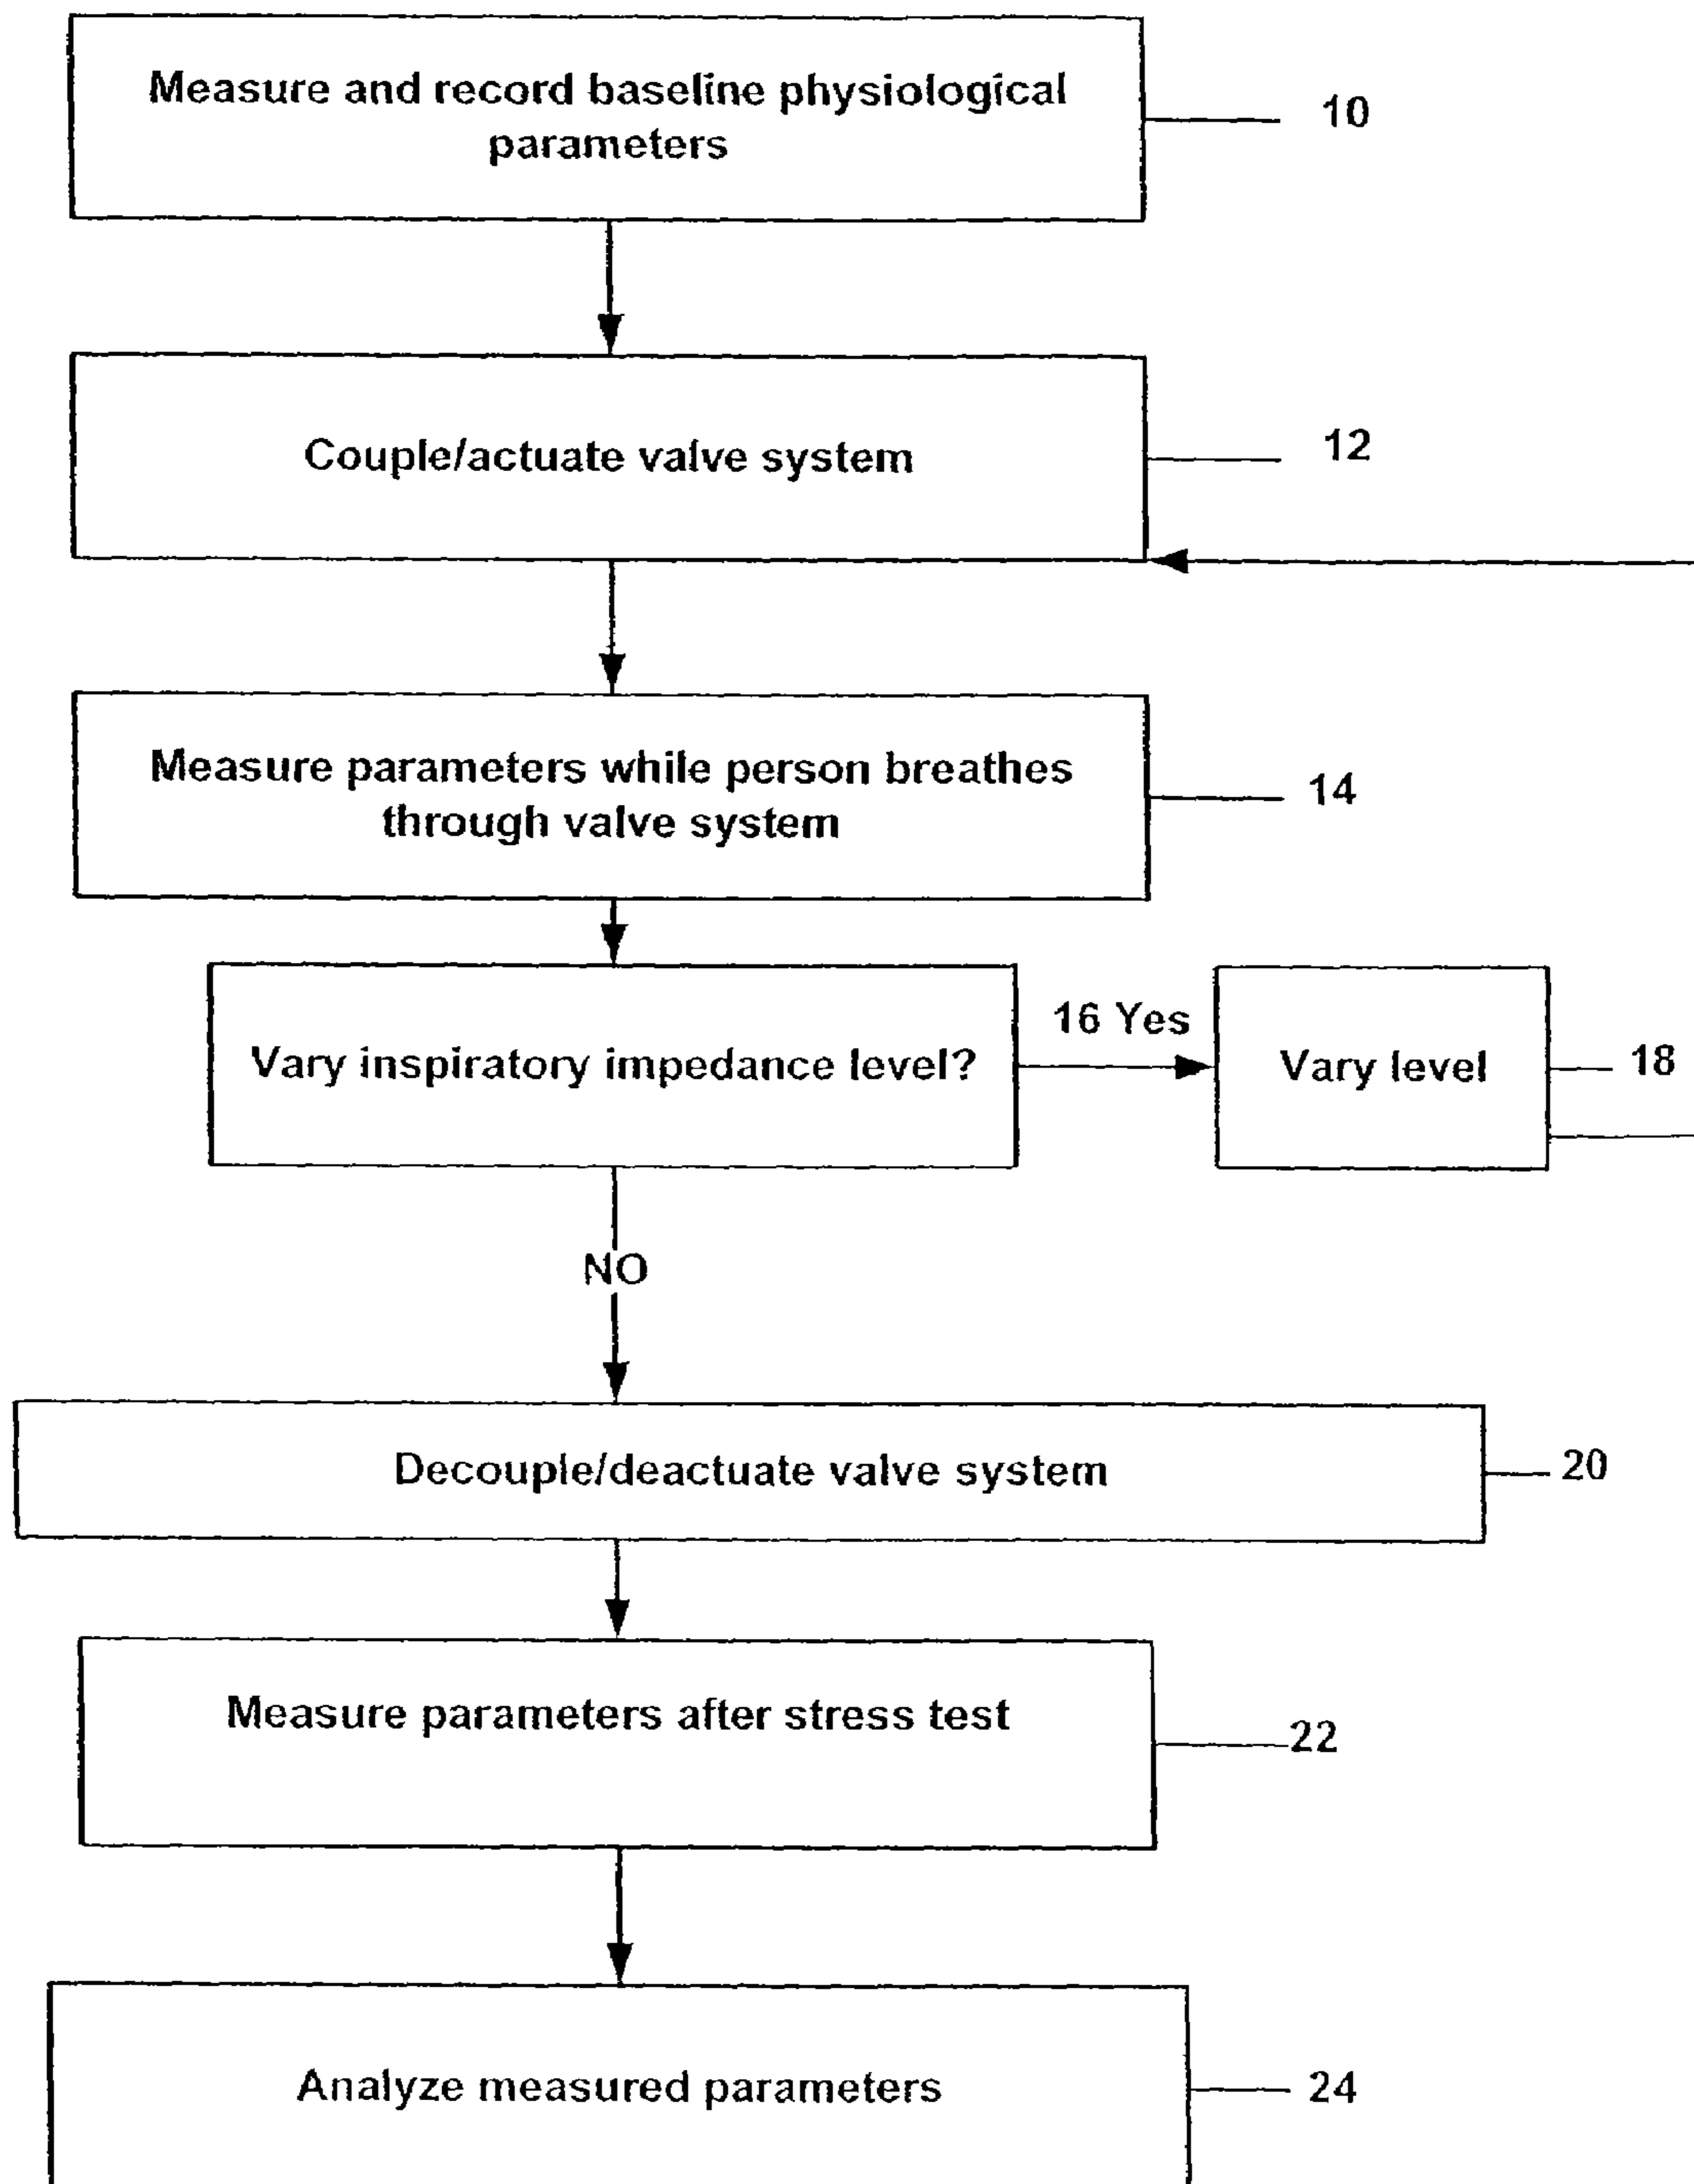 Measure and record baseline physiological
parameters
10
Couple/actuate valve system
12
Measure parameters while person breathes
through valve system
14
Vary inspiratory impedance level?
16 Yes
Vary level
18
NO
Decouple/deactuate valve system
20
Measure parameters after stress test
22
Analyze measured parameters
24